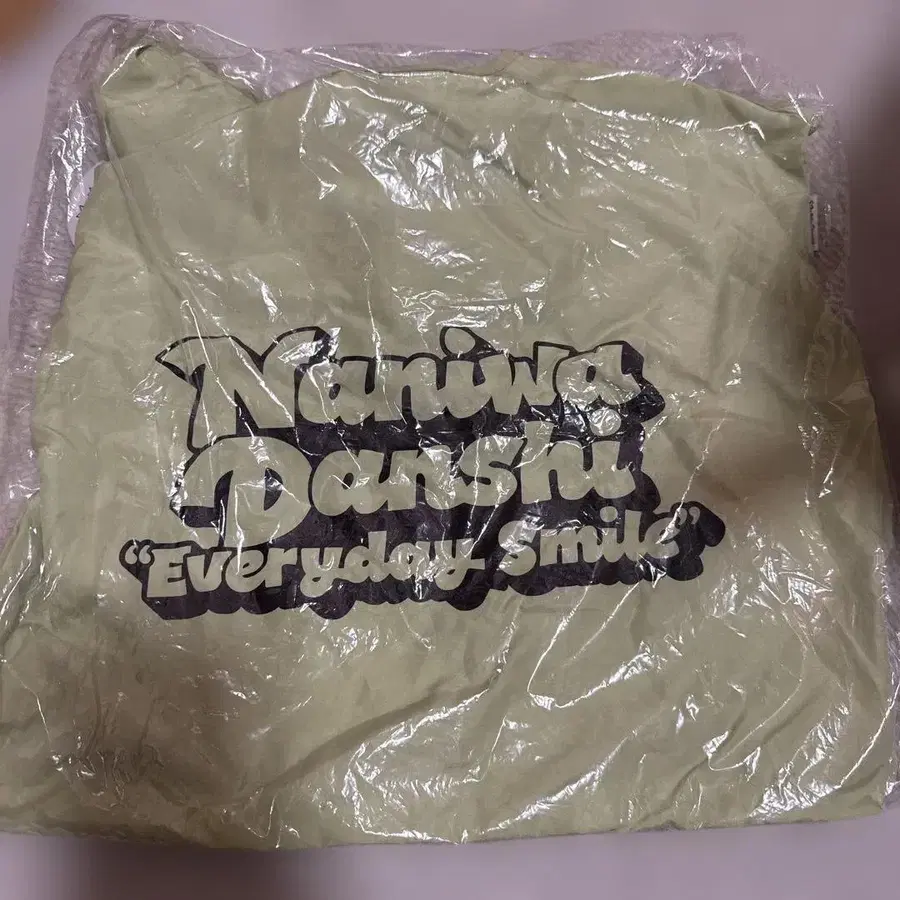 Naniwa
Danshi
“Everyday Smile”